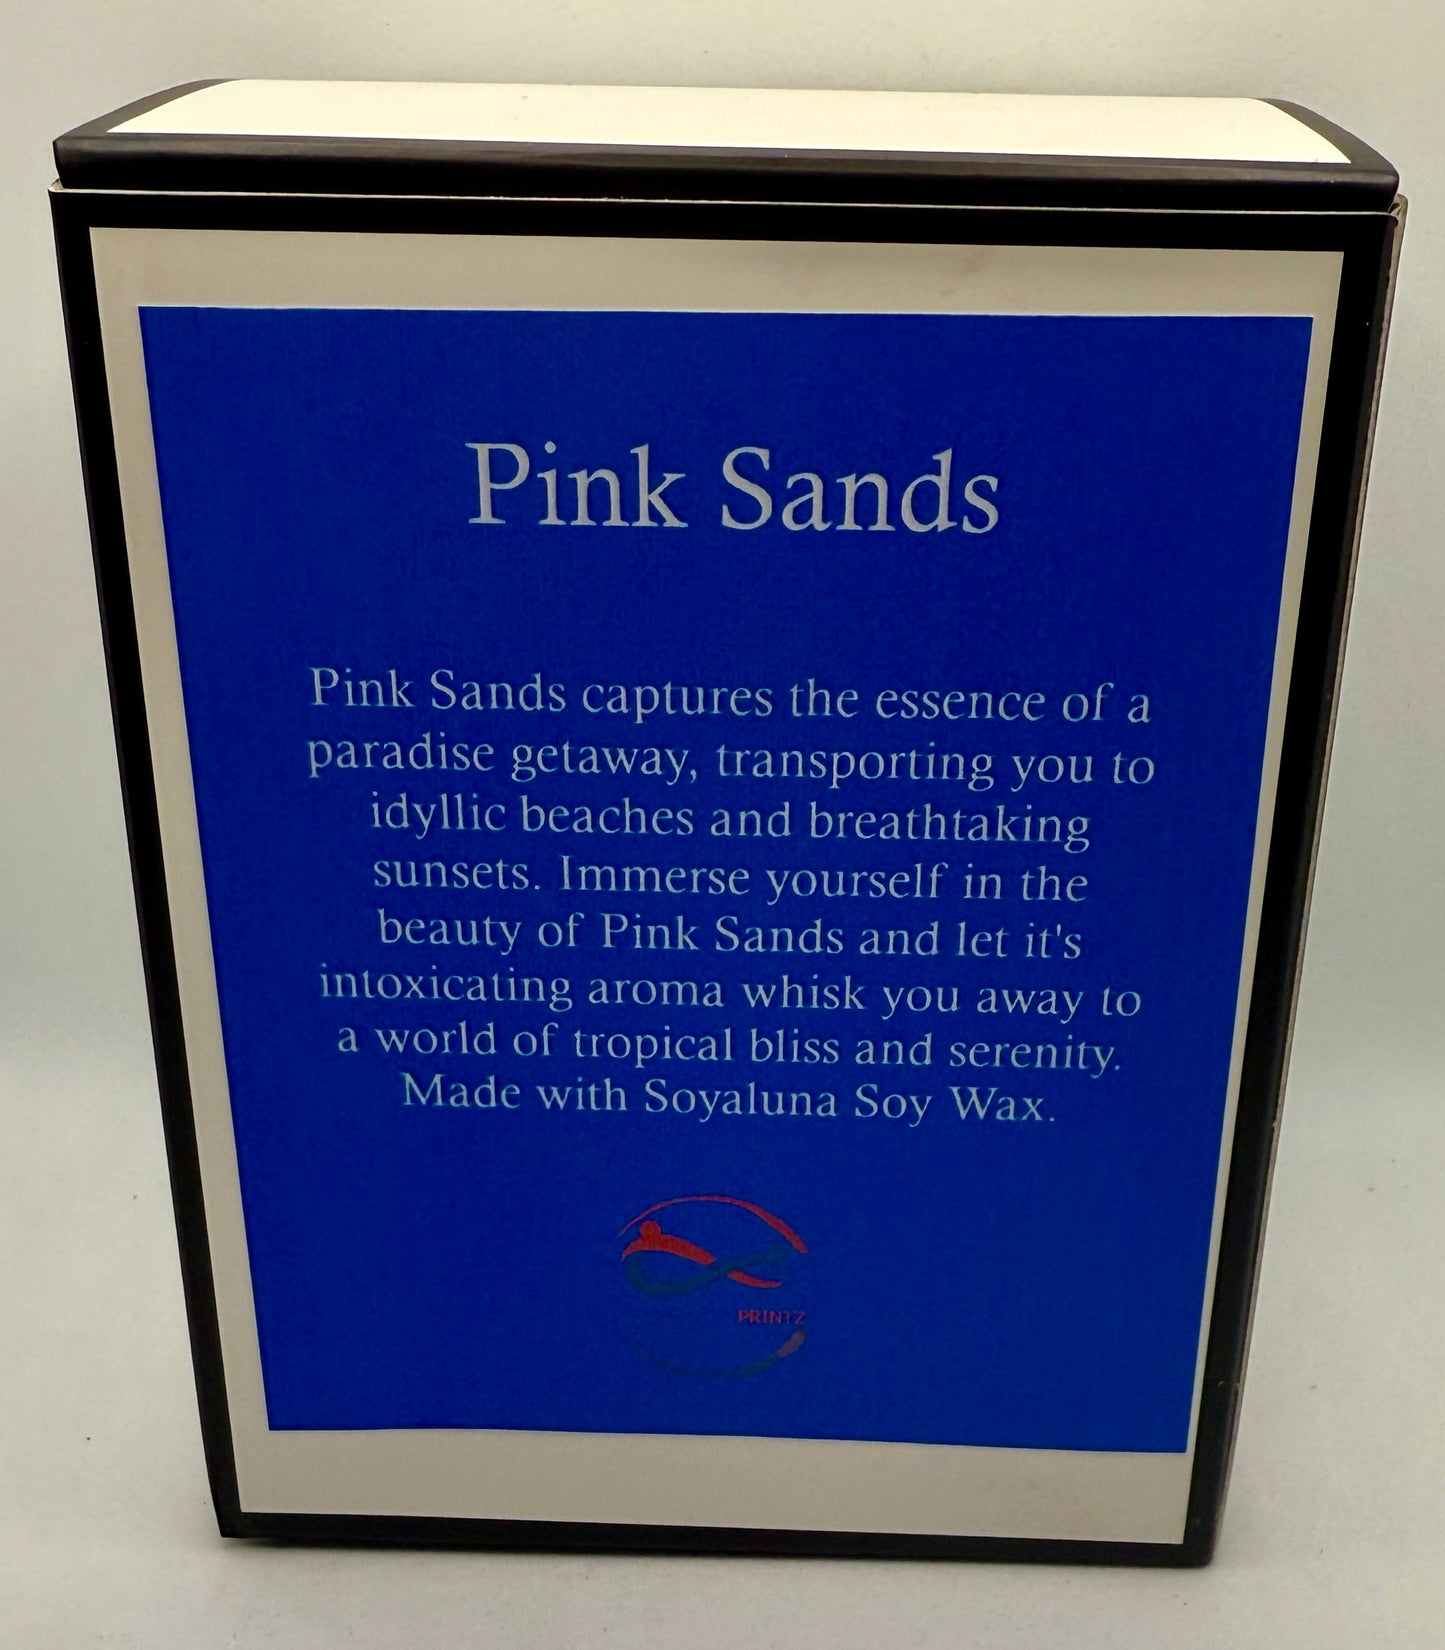 Pink Sands
Pink Sands captures the essence of a
paradise getaway, transporting you to
idyllic beaches and breathtaking
sunsets. Immerse yourself in the
beauty of Pink Sands and let it's
intoxicating aroma whisk you away to
a world of tropical bliss and serenity.
Made with Soyaluna Soy Wax.
PRINTZ